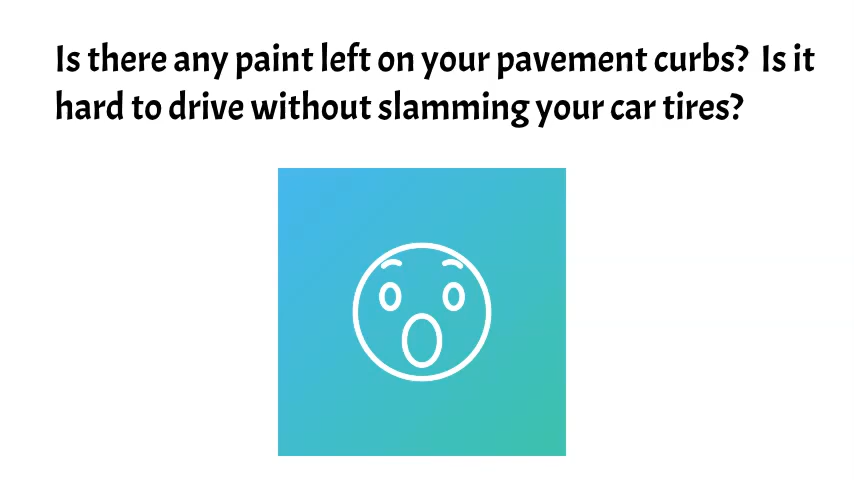 Is there any paint left on your pavement curbs?  Is it
hard to drive without slamming your car tires?